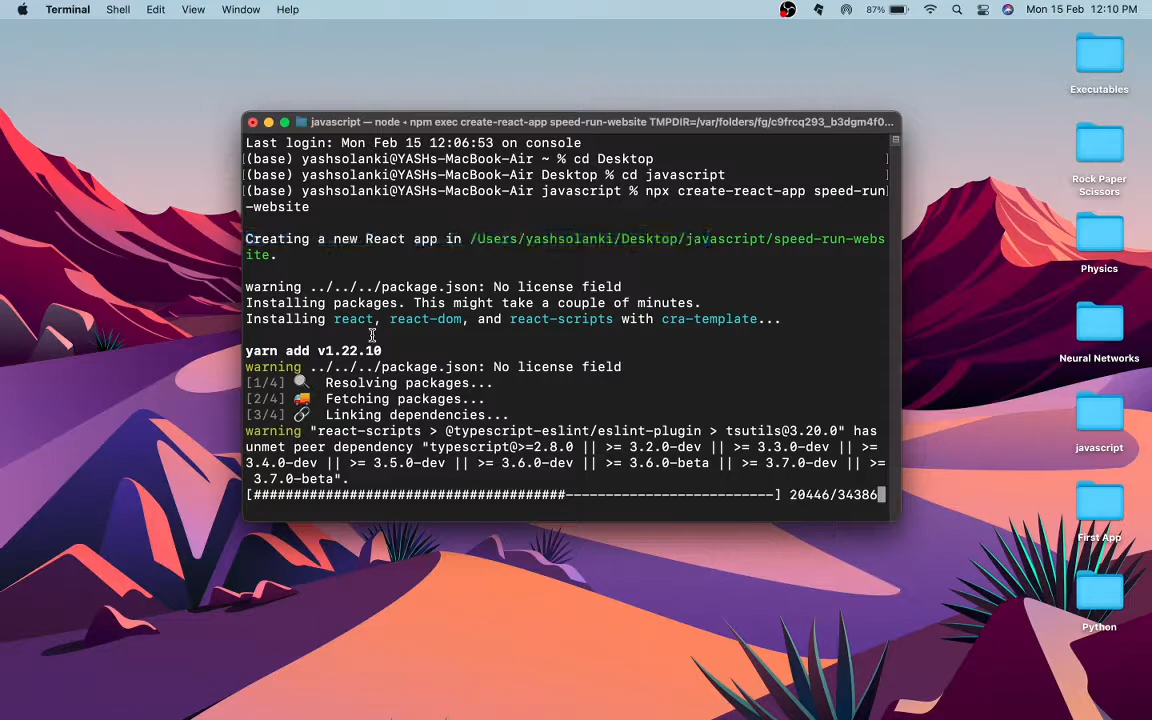 Terminal Shell Edit View Window Help 87% Mon 15 Feb 12:10 PM
Executables
Rock Paper
Scissors
Physics
Neural Networks
javascript
First App
Python
javascript — node ◂ npm exec create-react-app speed-run-website TMPDIR=/var/folders/fg/c9frcq293_b3dgm4f0...
Last login: Mon Feb 15 12:06:53 on console
[(base) yashsolanki@YASHs-MacBook-Air ~ % cd Desktop ]
[(base) yashsolanki@YASHs-MacBook-Air Desktop % cd javascript ]
[(base) yashsolanki@YASHs-MacBook-Air javascript % npx create-react-app speed-run]
-website
Creating a new React app in /Users/yashsolanki/Desktop/javascript/speed-run-webs
ite.
warning ../../../package.json: No license field
Installing packages. This might take a couple of minutes.
Installing react, react-dom, and react-scripts with cra-template...
yarn add v1.22.10
warning ../../../package.json: No license field
[1/4] 🔍 Resolving packages...
[2/4] 🚚 Fetching packages...
[3/4] 🔗 Linking dependencies...
warning "react-scripts > @typescript-eslint/eslint-plugin > tsutils@3.20.0" has
unmet peer dependency "typescript@>=2.8.0 || >= 3.2.0-dev || >= 3.3.0-dev || >=
3.4.0-dev || >= 3.5.0-dev || >= 3.6.0-dev || >= 3.6.0-beta || >= 3.7.0-dev || >=
3.7.0-beta".
[#######################################--------------------------] 20446/34386